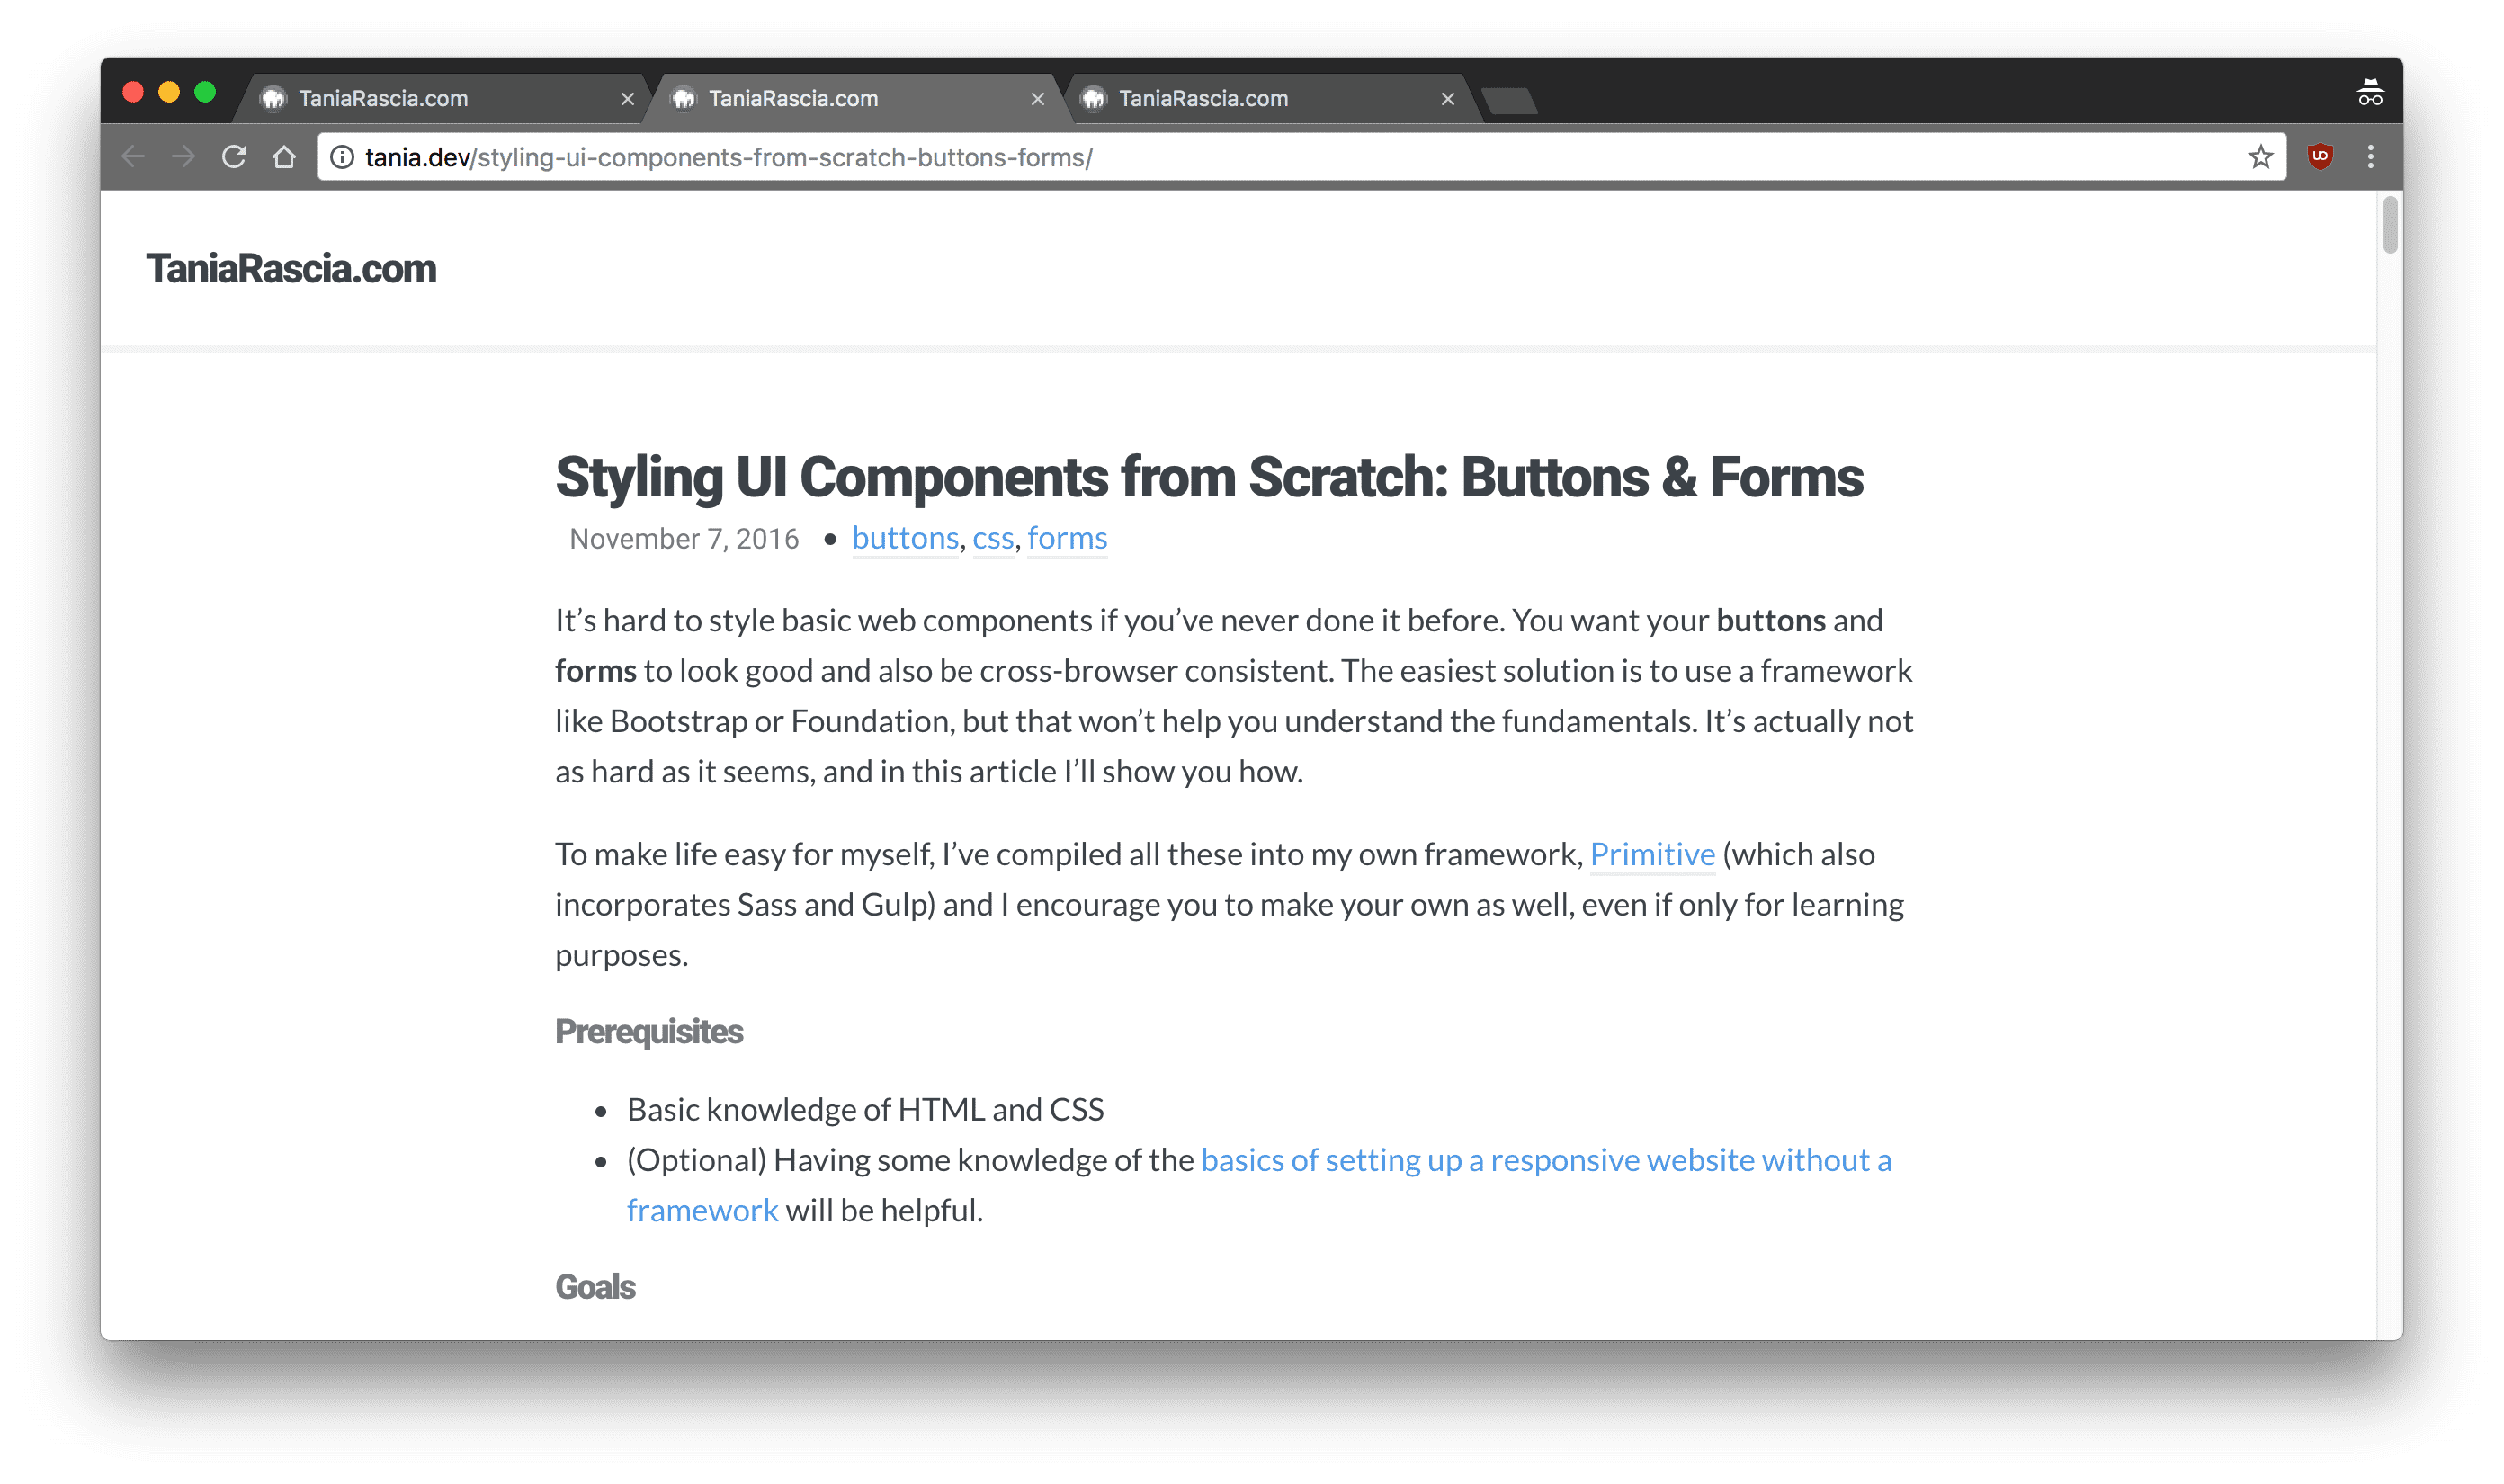 TaniaRascia.com
TaniaRascia.com
TaniaRascia.com
tania.dev/styling-ui-components-from-scratch-buttons-forms/
TaniaRascia.com
Styling UI Components from Scratch: Buttons & Forms
November 7, 2016 • buttons, css, forms
It’s hard to style basic web components if you’ve never done it before. You want your buttons and
forms to look good and also be cross-browser consistent. The easiest solution is to use a framework
like Bootstrap or Foundation, but that won’t help you understand the fundamentals. It’s actually not
as hard as it seems, and in this article I’ll show you how.
To make life easy for myself, I’ve compiled all these into my own framework, Primitive (which also
incorporates Sass and Gulp) and I encourage you to make your own as well, even if only for learning
purposes.
Prerequisites
• Basic knowledge of HTML and CSS
• (Optional) Having some knowledge of the basics of setting up a responsive website without a
framework will be helpful.
Goals